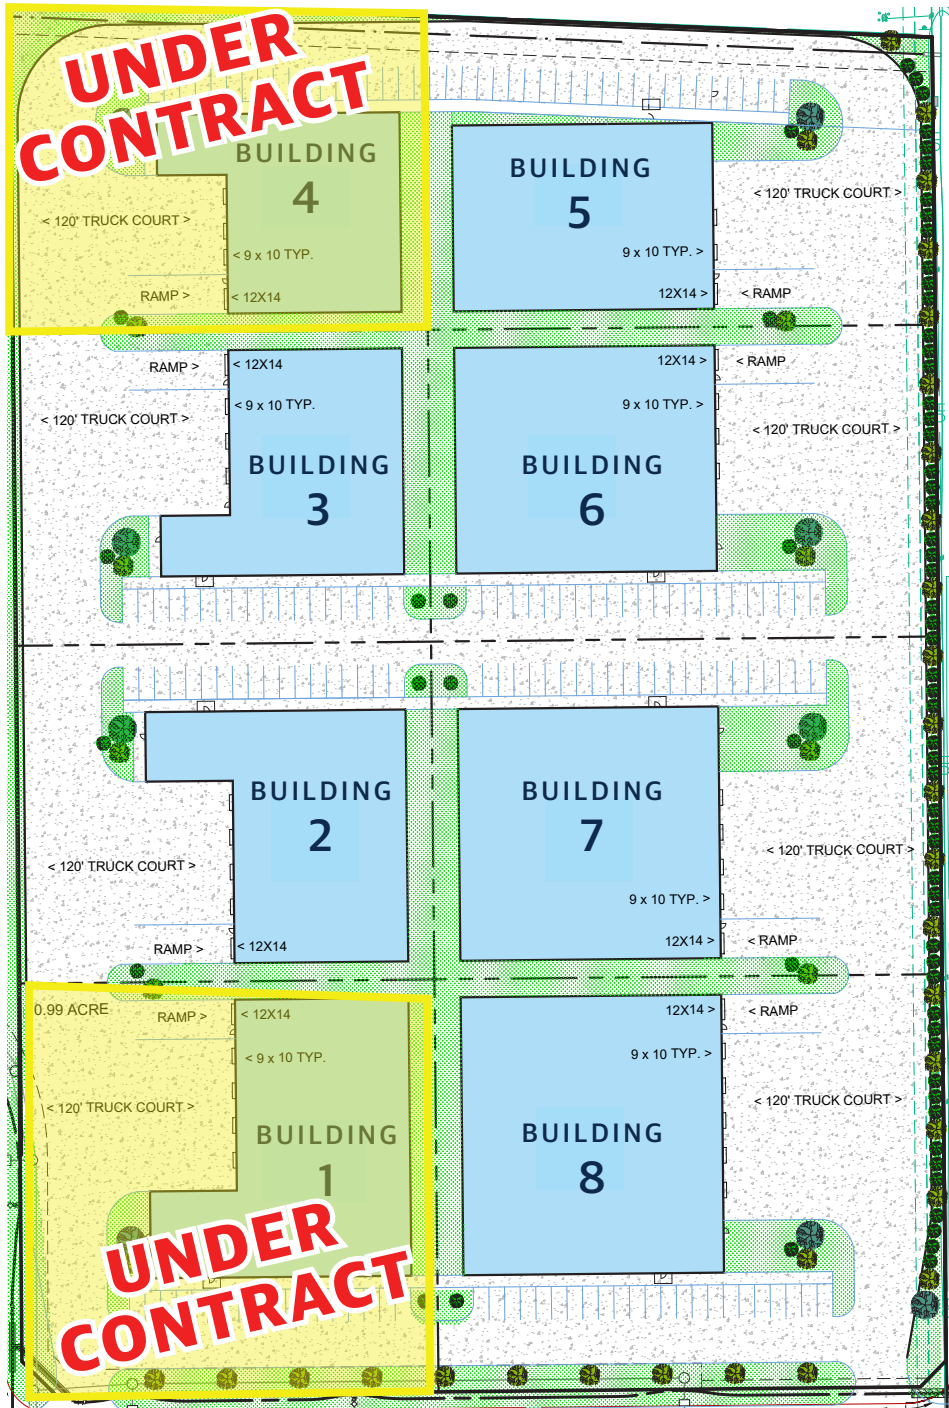 UNDER
CONTRACT
BUILDING
4
< 120' TRUCK COURT >
< 9 x 10 TYP.
RAMP >
< 12X14
BUILDING
5
< 120' TRUCK COURT >
9 x 10 TYP. >
12X14 >
< RAMP
RAMP >
< 12X14
< 9 x 10 TYP.
< 120' TRUCK COURT >
BUILDING
3
12X14 >
< RAMP
9 x 10 TYP. >
< 120' TRUCK COURT >
BUILDING
6
BUILDING
2
< 120' TRUCK COURT >
RAMP >
< 12X14
BUILDING
7
< 120' TRUCK COURT >
9 x 10 TYP. >
12X14 >
< RAMP
0.99 ACRE
RAMP >
< 12X14
< 9 x 10 TYP.
< 120' TRUCK COURT >
BUILDING
1
UNDER
CONTRACT
12X14 >
< RAMP
9 x 10 TYP. >
< 120' TRUCK COURT >
BUILDING
8